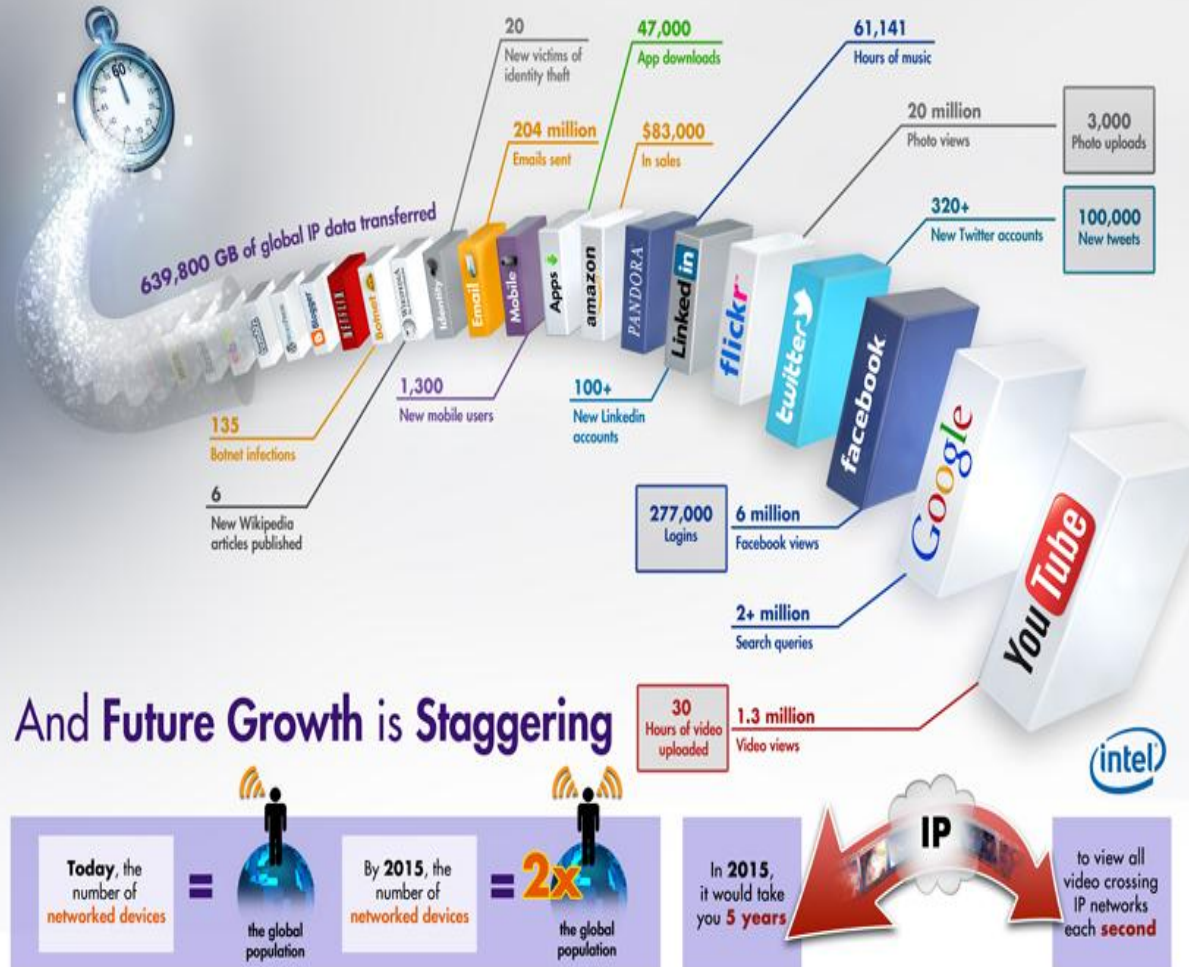 60
639,800 GB of global IP data transferred
20
New victims of
identity theft
47,000
App downloads
61,141
Hours of music
204 million
Emails sent
$83,000
In sales
20 million
Photo views
3,000
Photo uploads
320+
New Twitter accounts
100,000
New tweets
Blogger
NETFLIX
Botnet
WIKIPEDIA
Identity
Email
Mobile
Apps
amazon
PANDORA
Linked in
flickr
twitter
facebook
Google
You Tube
135
Botnet infections
6
New Wikipedia
articles published
1,300
New mobile users
100+
New Linkedin
accounts
277,000
Logins
6 million
Facebook views
2+ million
Search queries
30
Hours of video
uploaded
1.3 million
Video views
And Future Growth is Staggering
intel
Today, the
number of
networked devices
=
the global
population
By 2015, the
number of
networked devices
= 2x
the global
population
In 2015,
it would take
you 5 years
IP
to view all
video crossing
IP networks
each second